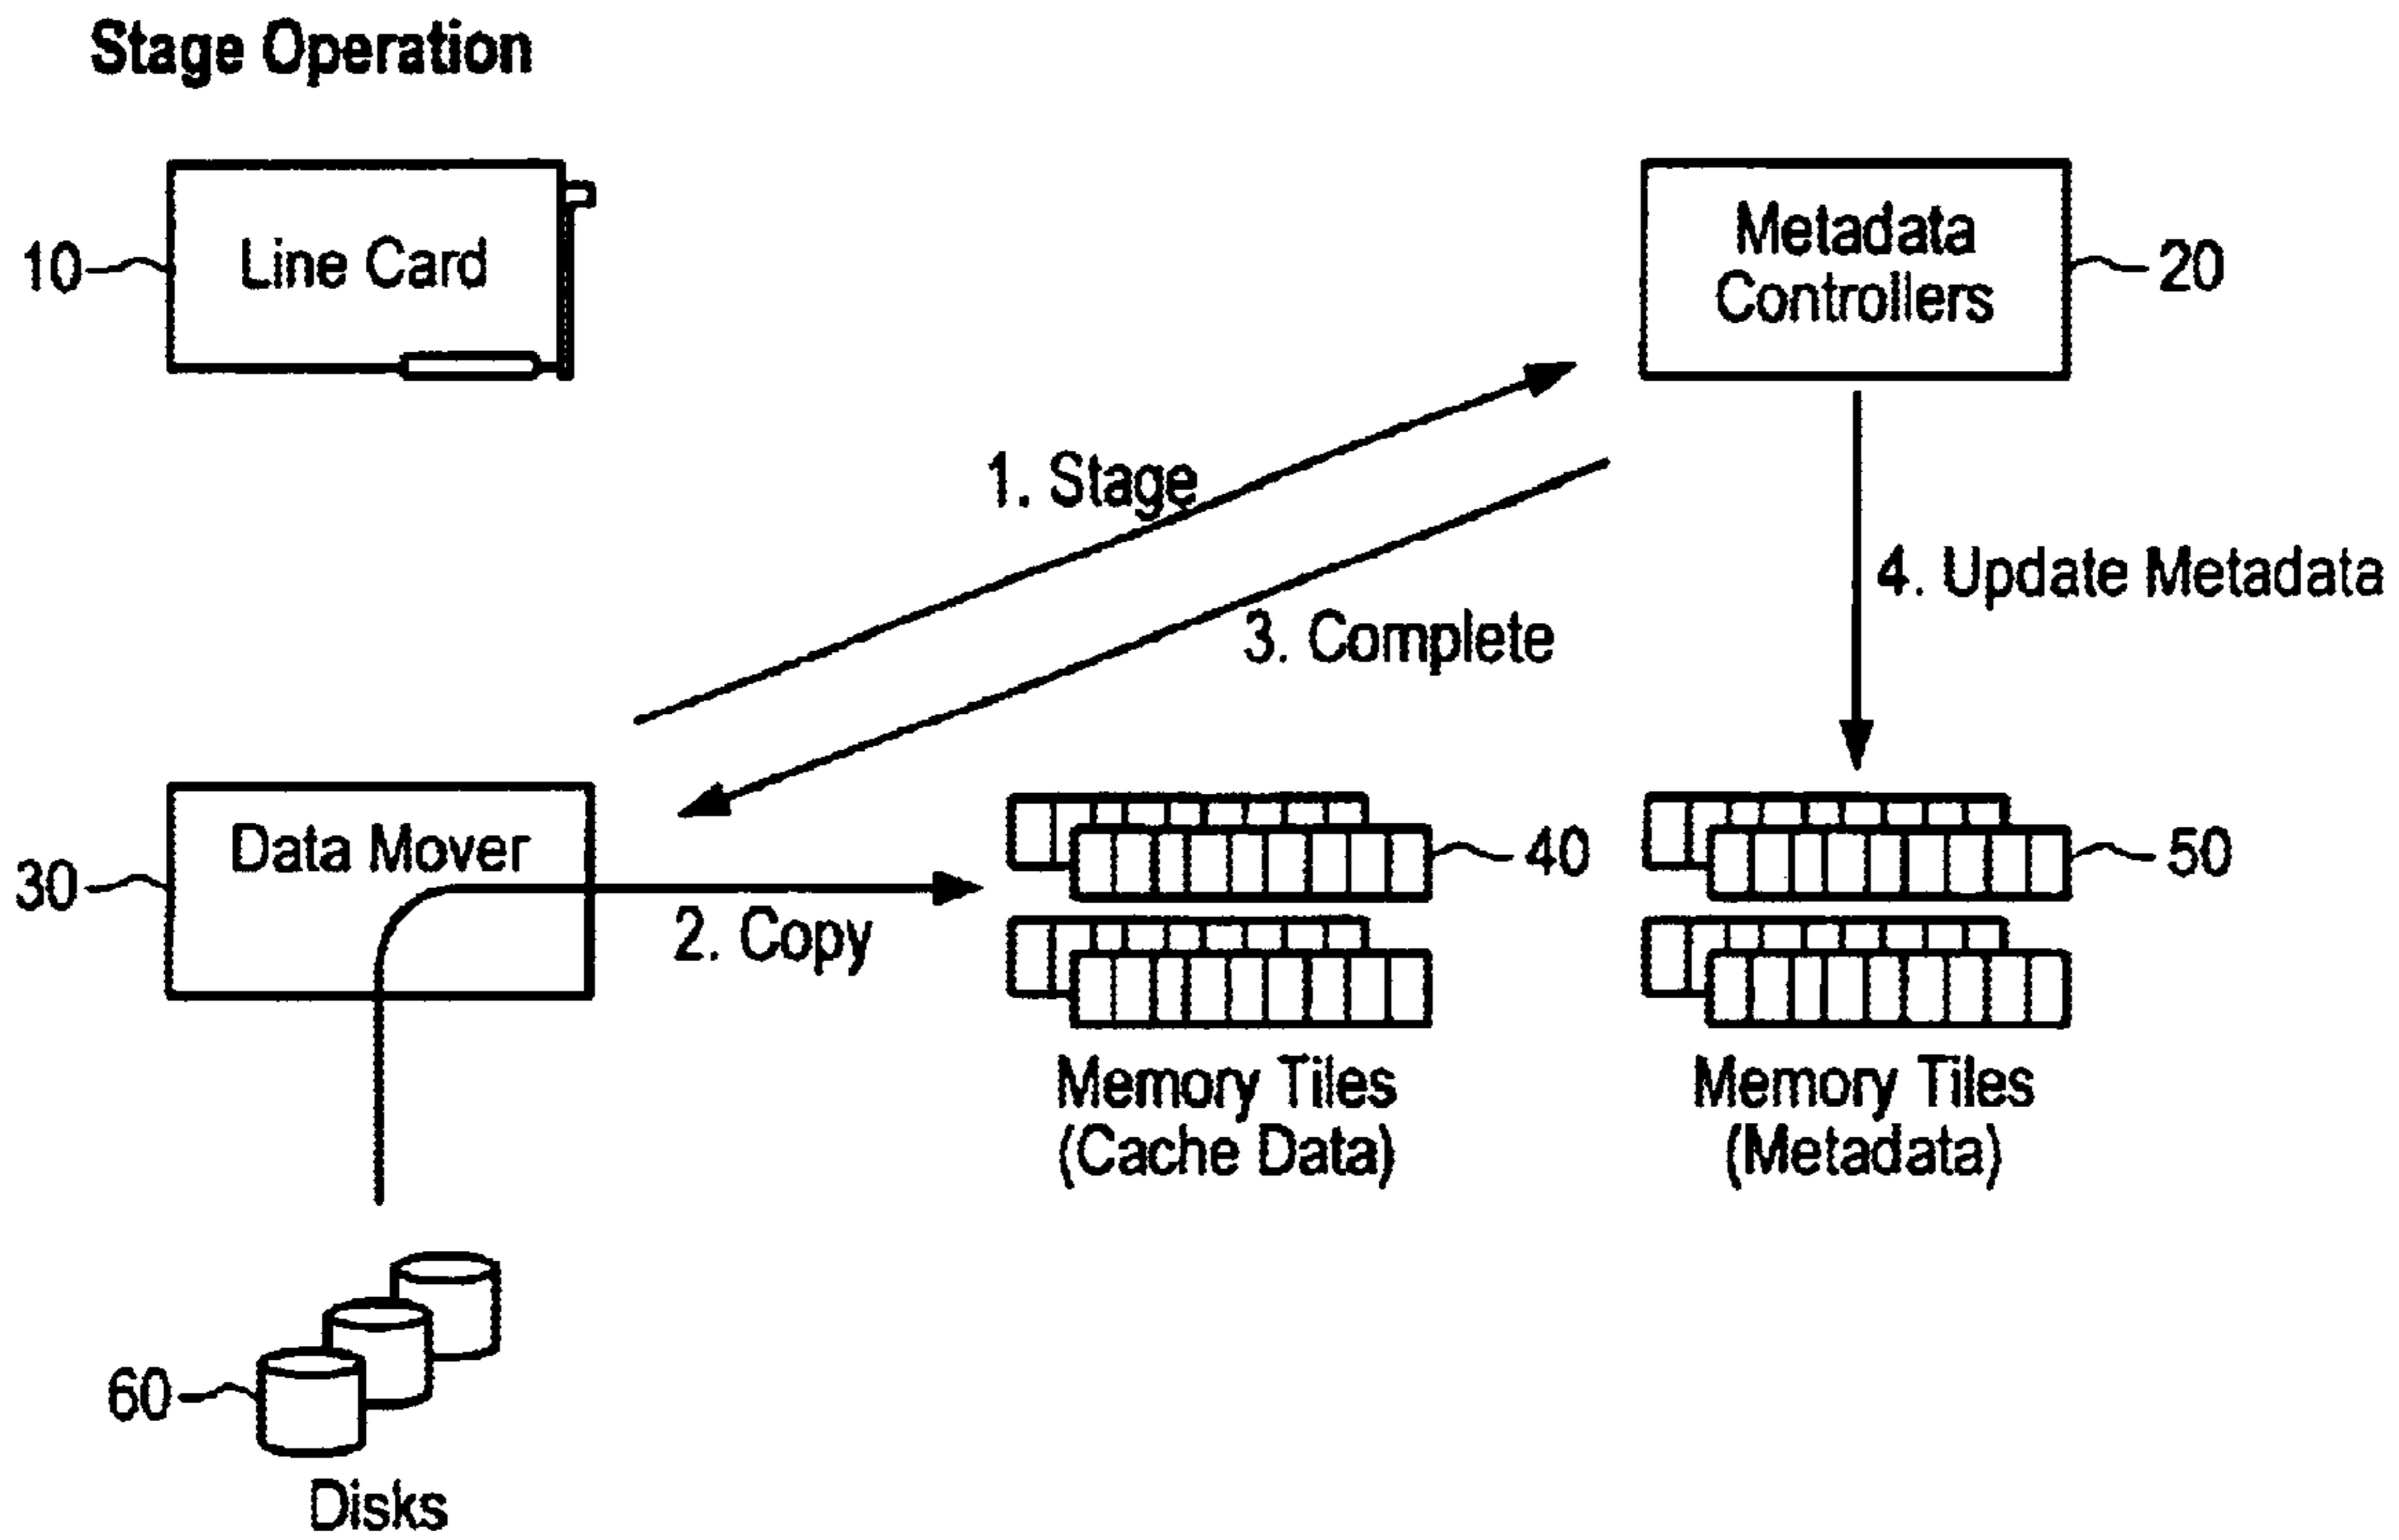 Stage Operation
10
Line Card
Metadata
Controllers
20
1. Stage
3. Complete
4. Update Metadata
30
Data Mover
2. Copy
40
50
Memory Tiles
(Cache Data)
Memory Tiles
(Metadata)
60
Disks